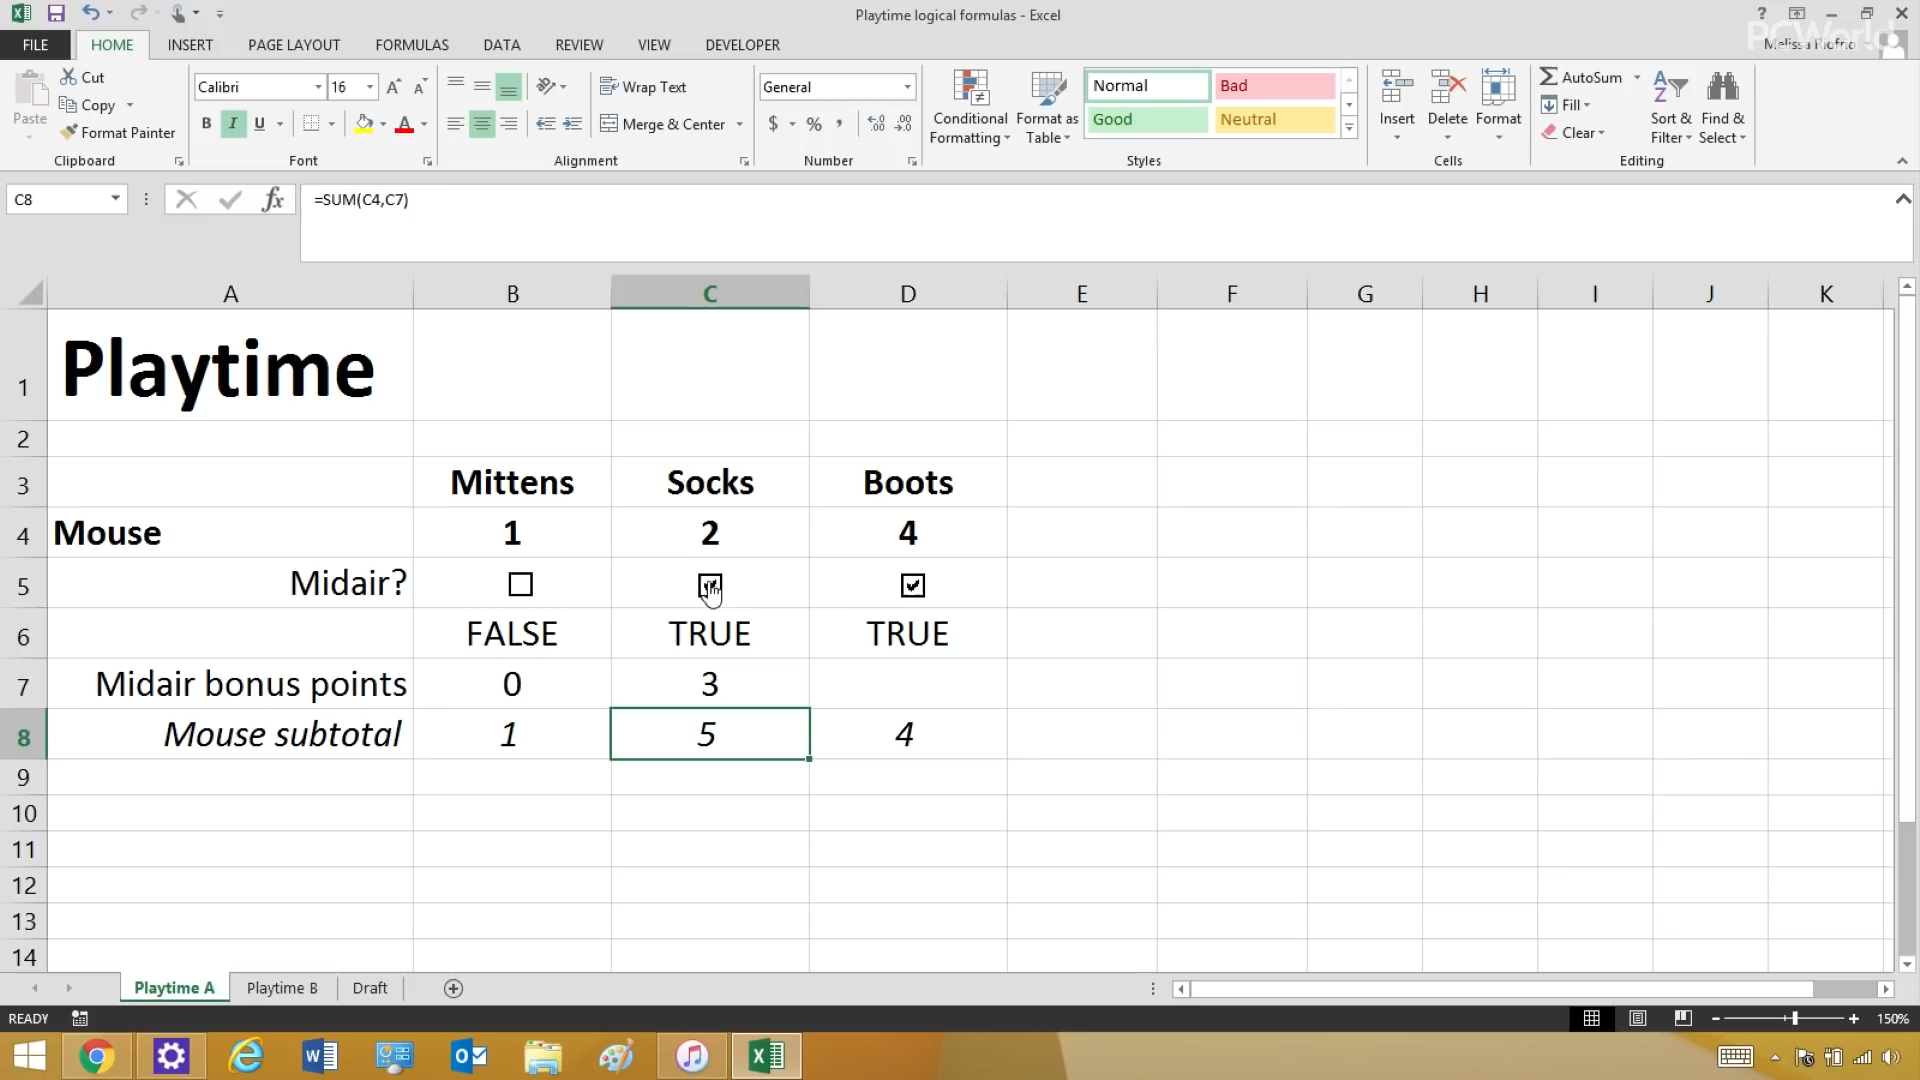 Playtime logical formulas - Excel
?
PCWorld
FILE HOME INSERT PAGE LAYOUT FORMULAS DATA REVIEW VIEW DEVELOPER
Paste
Cut
Copy
Format Painter
Clipboard
Calibri 16
B I U
Font
Wrap Text
Merge & Center
Alignment
General
$ % ,
Number
Conditional Formatting
Format as Table
Normal Bad
Good Neutral
Styles
Insert Delete Format
Cells
AutoSum
Fill
Clear
Sort & Filter
Find & Select
Editing
C8 fx =SUM(C4,C7)
A B C D E F G H I J K
1 Playtime
2
3 Mittens Socks Boots
4 Mouse 1 2 4
5 Midair?
6 FALSE TRUE TRUE
7 Midair bonus points 0 3
8 Mouse subtotal 1 5 4
9
10
11
12
13
14
Playtime A Playtime B Draft
READY 150%